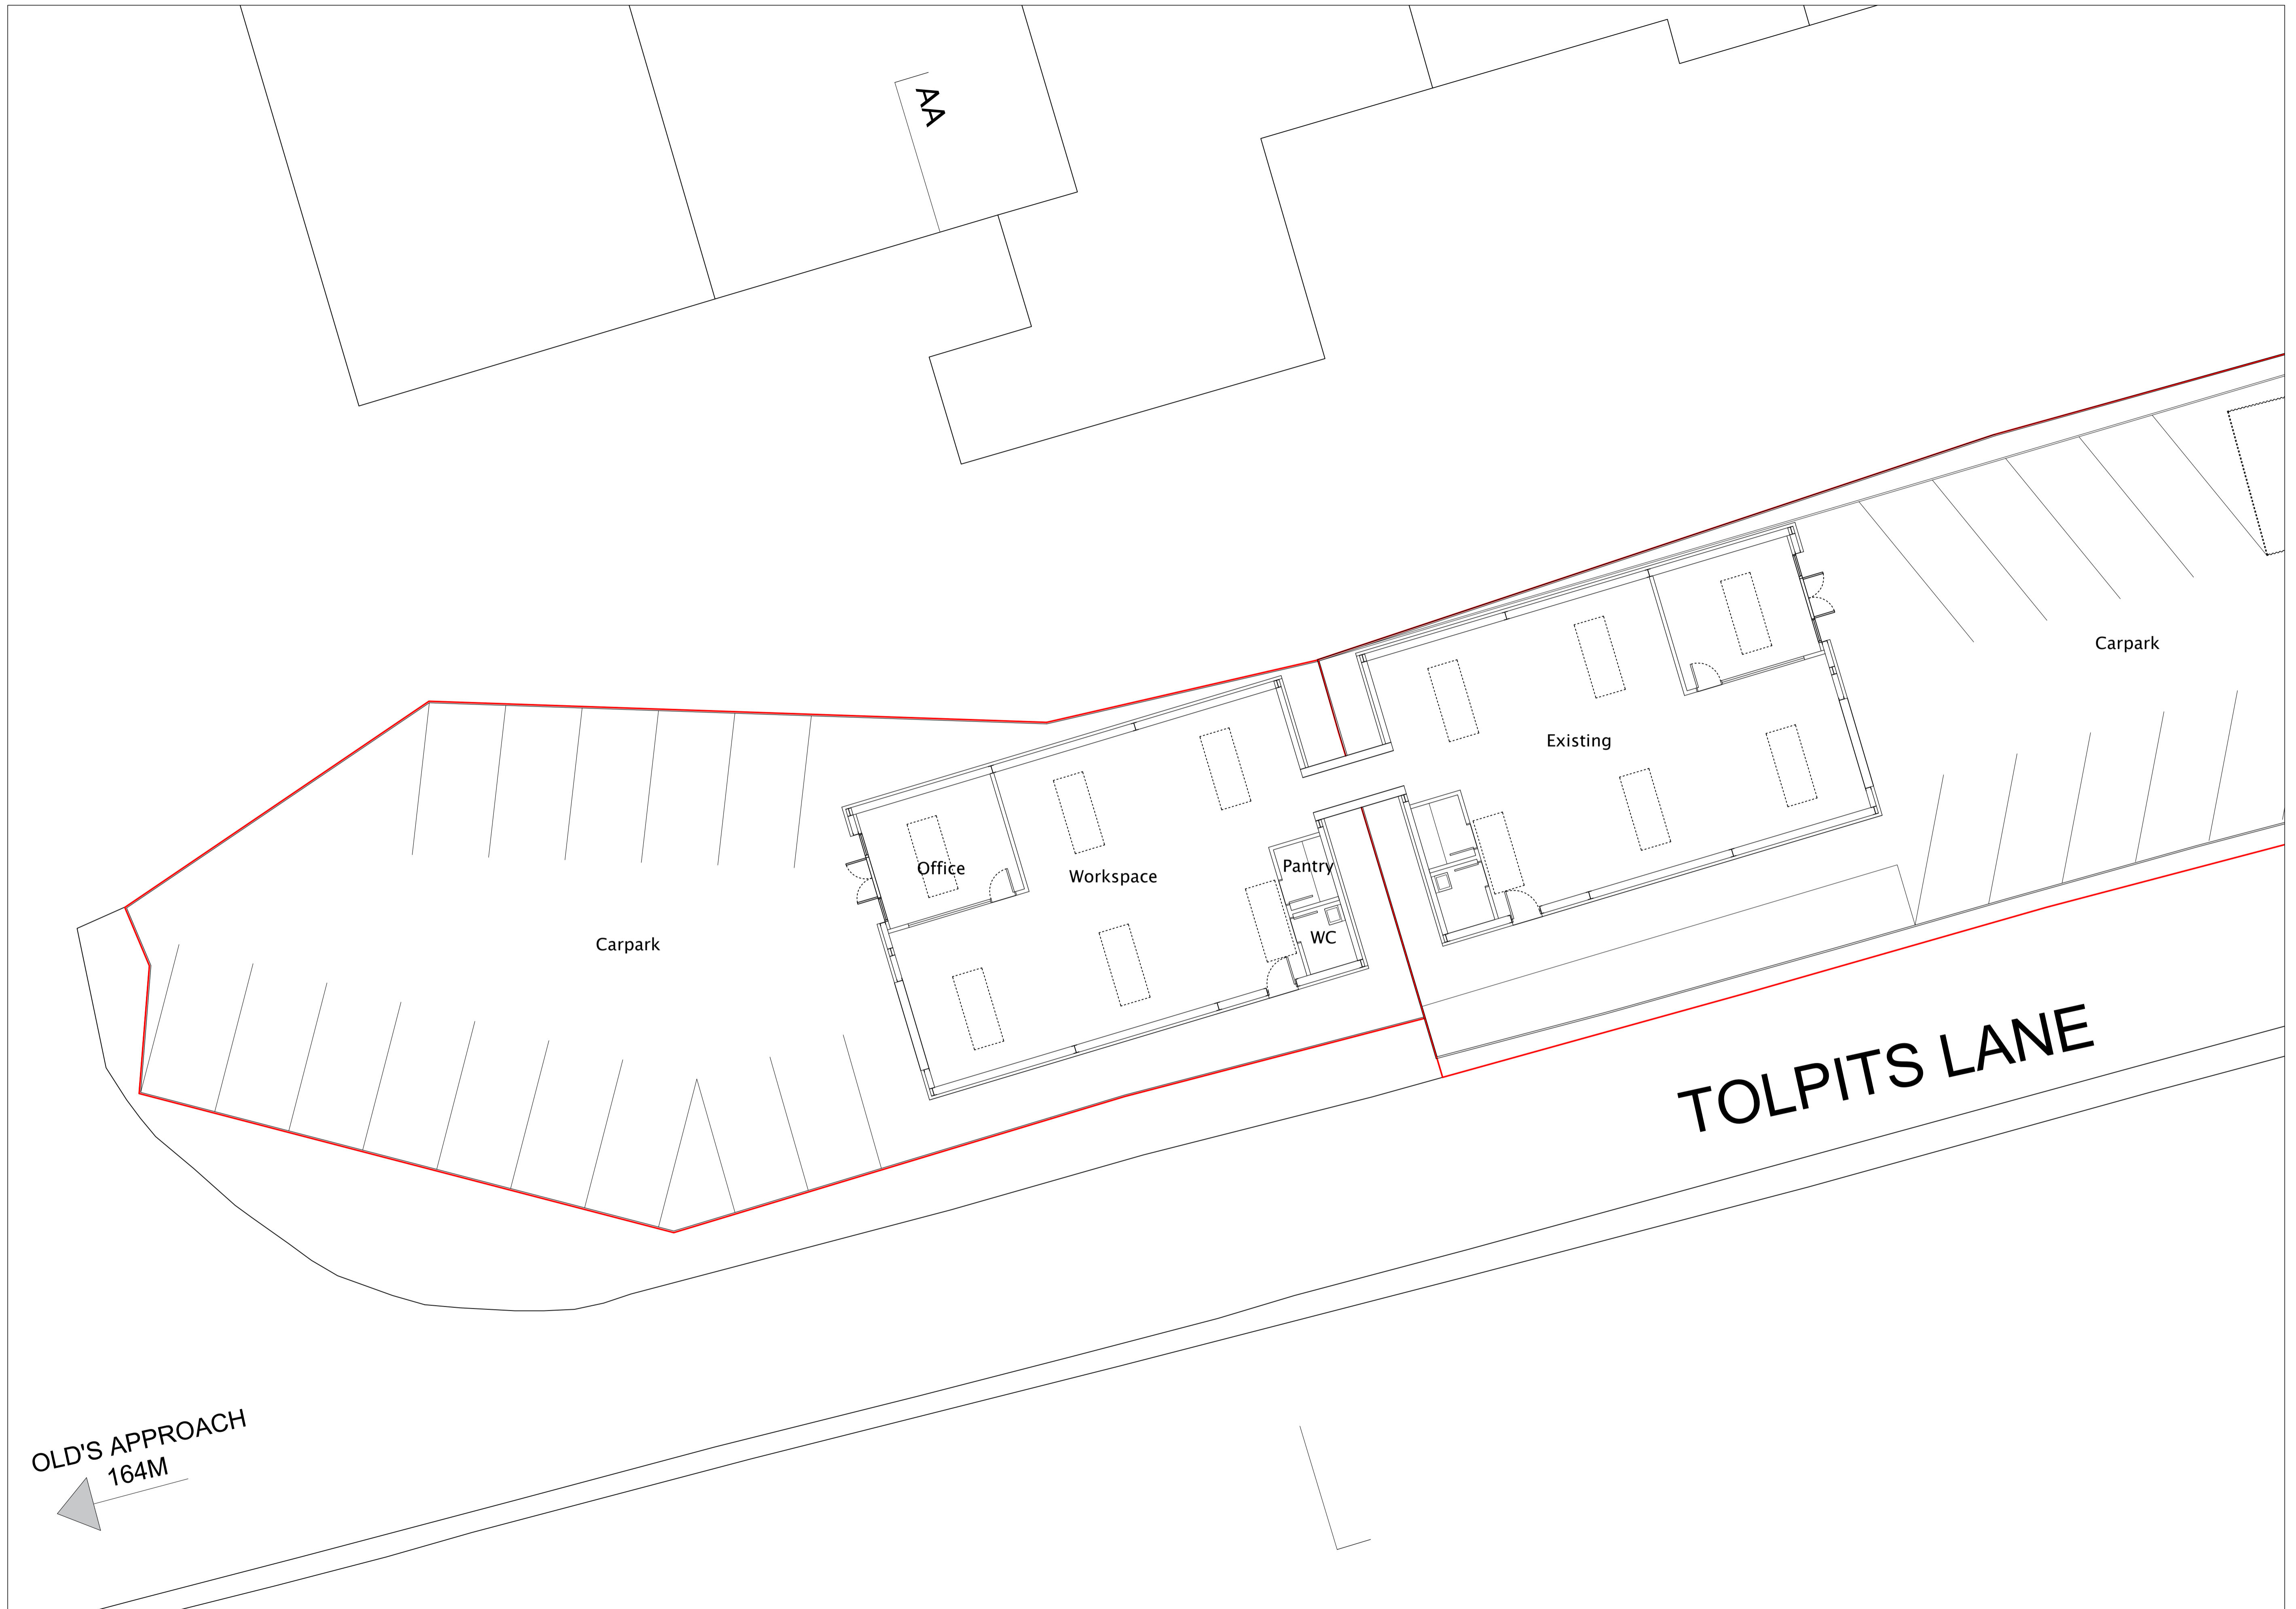 AA
Carpark
Existing
Office
Workspace
Pantry
WC
Carpark
TOLPITS LANE
OLD'S APPROACH
164M